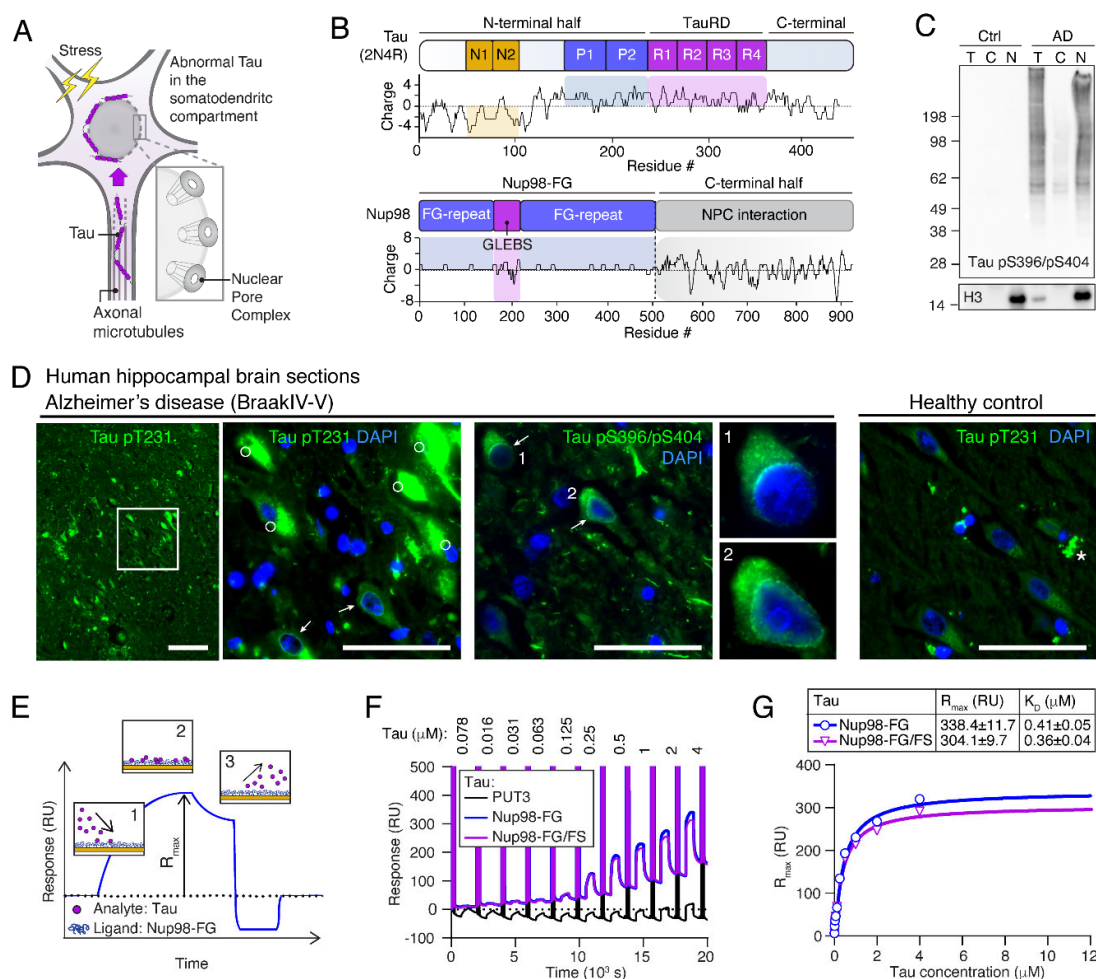 A
Stress
Abnormal Tau
in the
somatodendritc
compartment
Tau
Axonal
microtubules
Nuclear
Pore
Complex
B
N-terminal half
TauRD
C-terminal
Tau
(2N4R)
N1 N2 P1 P2 R1 R2 R3 R4
Charge
4
0
4
0 100 200 300 400
Residue #
Nup98-FG
C-terminal half
Nup98
FG-repeat
FG-repeat
NPC interaction
GLEBS
Charge
8
4
0
-8
0 100 200 300 400 500 600 700 800 900
Residue #
C
Ctrl AD
T C N T C N
198
98
62
49
38
28
Tau pS396/pS404
14
H3
D
Human hippocampal brain sections
Alzheimer's disease (BraakIV-V)
Healthy control
Tau pT231
Tau pT231 DAPI
Tau pS396/pS404
DAPI
1
2
1
2
Tau pT231 DAPI
*
E
Response (RU)
1
2
3
Rmax
Analyte: Tau
Ligand: Nup98-FG
Time
F
Tau (μM):
0.078 0.016 0.031 0.063 0.125 0.25 0.5 1 2 4
Response (RU)
500
400
300
200
100
0
-100
Tau:
PUT3
Nup98-FG
Nup98-FG/FS
0 5 10 15 20
Time (10³ s)
G
Tau Rmax (RU) KD (μM)
Nup98-FG 338.4±11.7 0.41±0.05
Nup98-FG/FS 304.1±9.7 0.36±0.04
Rmax (RU)
400
300
200
100
0
0 2 4 6 8 10 12
Tau concentration (μM)